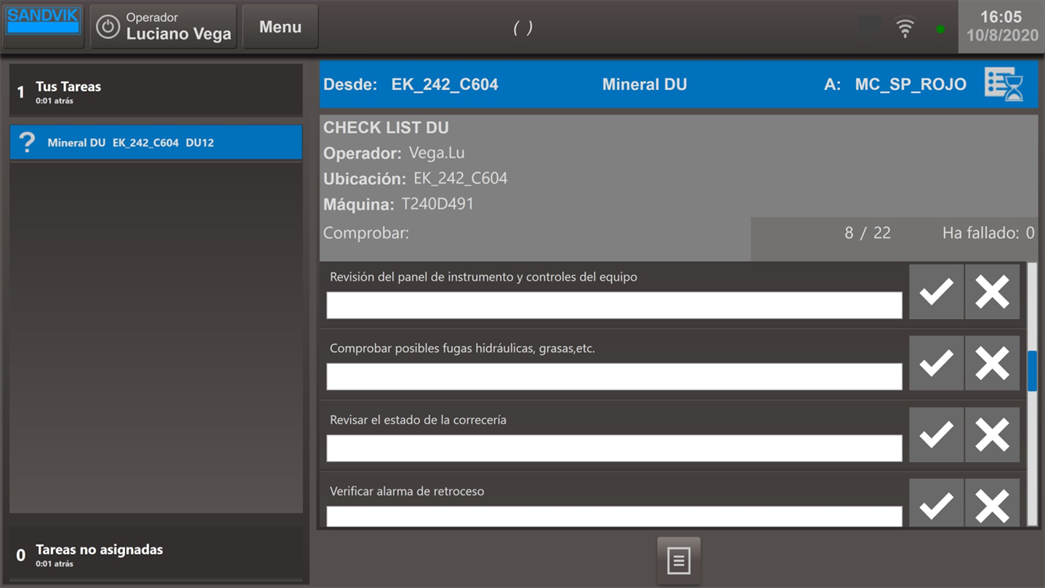 SANDVIK
Operador
Luciano Vega
Menu
( )
16:05
10/8/2020
1 Tus Tareas
0:01 atrás
? Mineral DU EK_242_C604 DU12
0 Tareas no asignadas
0:01 atrás
Desde: EK_242_C604 Mineral DU A: MC_SP_ROJO
CHECK LIST DU
Operador: Vega.Lu
Ubicación: EK_242_C604
Máquina: T240D491
Comprobar: 8 / 22 Ha fallado: 0
Revisión del panel de instrumento y controles del equipo
Comprobar posibles fugas hidráulicas, grasas,etc.
Revisar el estado de la correcería
Verificar alarma de retroceso